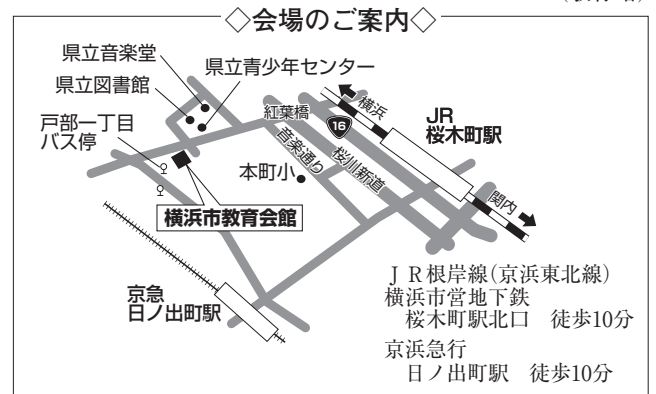 ◇会場のご案内◇
県立音楽堂
県立図書館
県立青少年センター
戸部一丁目
バス停
紅葉橋
音楽通り
16
桜川新道
横浜
JR
桜木町駅
本町小
関内
横浜市教育会館
京急
日ノ出町駅
JR根岸線(京浜東北線)
横浜市営地下鉄
桜木町駅北口 徒歩10分
京浜急行
日ノ出町駅 徒歩10分